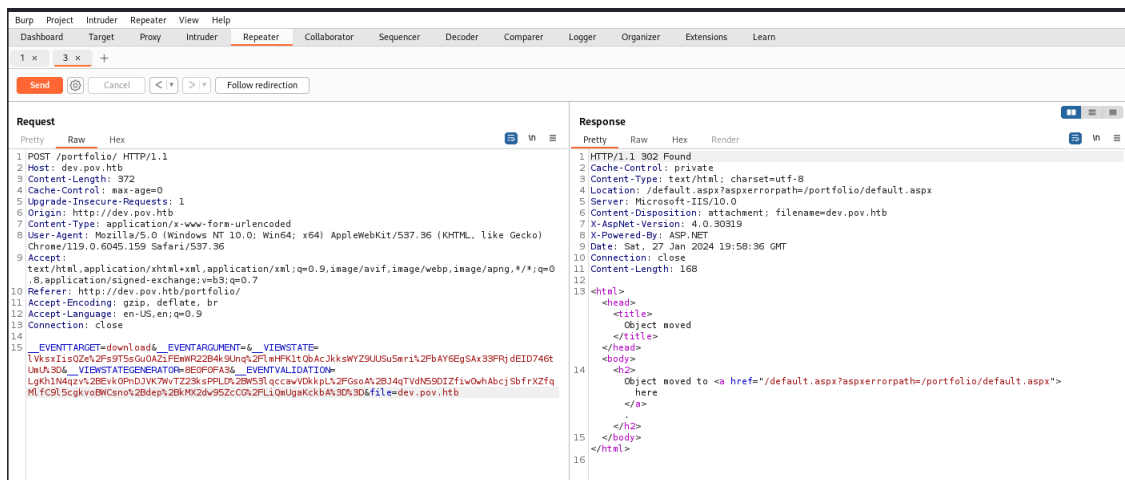 Burp Project Intruder Repeater View Help
Dashboard Target Proxy Intruder Repeater Collaborator Sequencer Decoder Comparer Logger Organizer Extensions Learn
1 × 3 × +
Send Cancel < > Follow redirection
Request
Pretty Raw Hex \n
1 POST /portfolio/ HTTP/1.1
2 Host: dev.pov.htb
3 Content-Length: 372
4 Cache-Control: max-age=0
5 Upgrade-Insecure-Requests: 1
6 Origin: http://dev.pov.htb
7 Content-Type: application/x-www-form-urlencoded
8 User-Agent: Mozilla/5.0 (Windows NT 10.0; Win64; x64) AppleWebKit/537.36 (KHTML, like Gecko)
Chrome/119.0.6045.159 Safari/537.36
9 Accept:
text/html,application/xhtml+xml,application/xml;q=0.9,image/avif,image/webp,image/apng,*/*;q=0
.8,application/signed-exchange;v=b3;q=0.7
10 Referer: http://dev.pov.htb/portfolio/
11 Accept-Encoding: gzip, deflate, br
12 Accept-Language: en-US,en;q=0.9
13 Connection: close
14
15 __EVENTTARGET=download&__EVENTARGUMENT=&__VIEWSTATE=
&__VIEWSTATEGENERATOR=8E0F0FA3&__EVENTVALIDATION=
&file=dev.pov.htb
Response
Pretty Raw Hex Render \n
1 HTTP/1.1 302 Found
2 Cache-Control: private
3 Content-Type: text/html; charset=utf-8
4 Location: /default.aspx?aspxerrorpath=/portfolio/default.aspx
5 Server: Microsoft-IIS/10.0
6 Content-Disposition: attachment; filename=dev.pov.htb
7 X-AspNet-Version: 4.0.30319
8 X-Powered-By: ASP.NET
9 Date: Sat, 27 Jan 2024 19:58:36 GMT
10 Connection: close
11 Content-Length: 168
12
13 <html>
<head>
<title>
Object moved
</title>
</head>
<body>
14 <h2>
Object moved to <a href="/default.aspx?aspxerrorpath=/portfolio/default.aspx">
here
</a>
.
</h2>
15 </body>
</html>
16